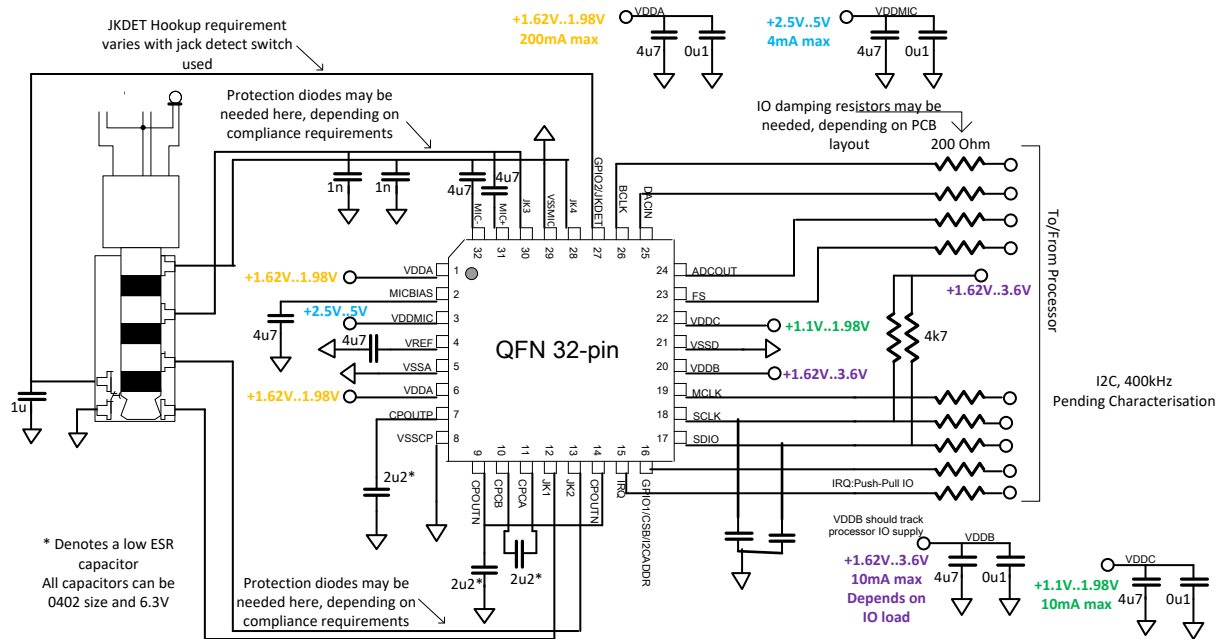 JKDET Hookup requirement
varies with jack detect switch
used
+1.62V..1.98V
200mA max
VDDA
4u7
0u1
+2.5V..5V
4mA max
VDDMIC
4u7
0u1
Protection diodes may be
needed here, depending on
compliance requirements
IO damping resistors may be
needed, depending on PCB
layout
200 Ohm
1n
1n
4u7
4u7
MIC-
MIC+
JK3
VSSMIC
JK4
GPIO2/JKDET
BCLK
DACIN
32
31
30
29
28
27
26
25
To/From Processor
+1.62V..1.98V
VDDA
1
MICBIAS
2
+2.5V..5V
VDDMIC
3
4u7
4u7
VREF
4
VSSA
5
+1.62V..1.98V
VDDA
6
CPOUTP
7
VSSCP
8
QFN 32-pin
24
ADCOUT
23
FS
22
VDDC
+1.1V..1.98V
21
VSSD
20
VDDB
+1.62V..3.6V
19
MCLK
18
SCLK
17
SDIO
+1.62V..3.6V
4k7
I2C, 400kHz
Pending Characterisation
1u
2u2*
9
10
11
12
13
14
15
16
CPOUTN
CPCB
CPCA
JK1
JK2
CPOUTN
IRQ
GPIO1/CSB/I2CADDR
IRQ:Push-Pull IO
2u2*
2u2*
* Denotes a low ESR
capacitor
All capacitors can be
0402 size and 6.3V
Protection diodes may be
needed here, depending on
compliance requirements
VDDB should track
processor IO supply
+1.62V..3.6V
10mA max
Depends on
IO load
VDDB
4u7
0u1
+1.1V..1.98V
10mA max
VDDC
4u7
0u1